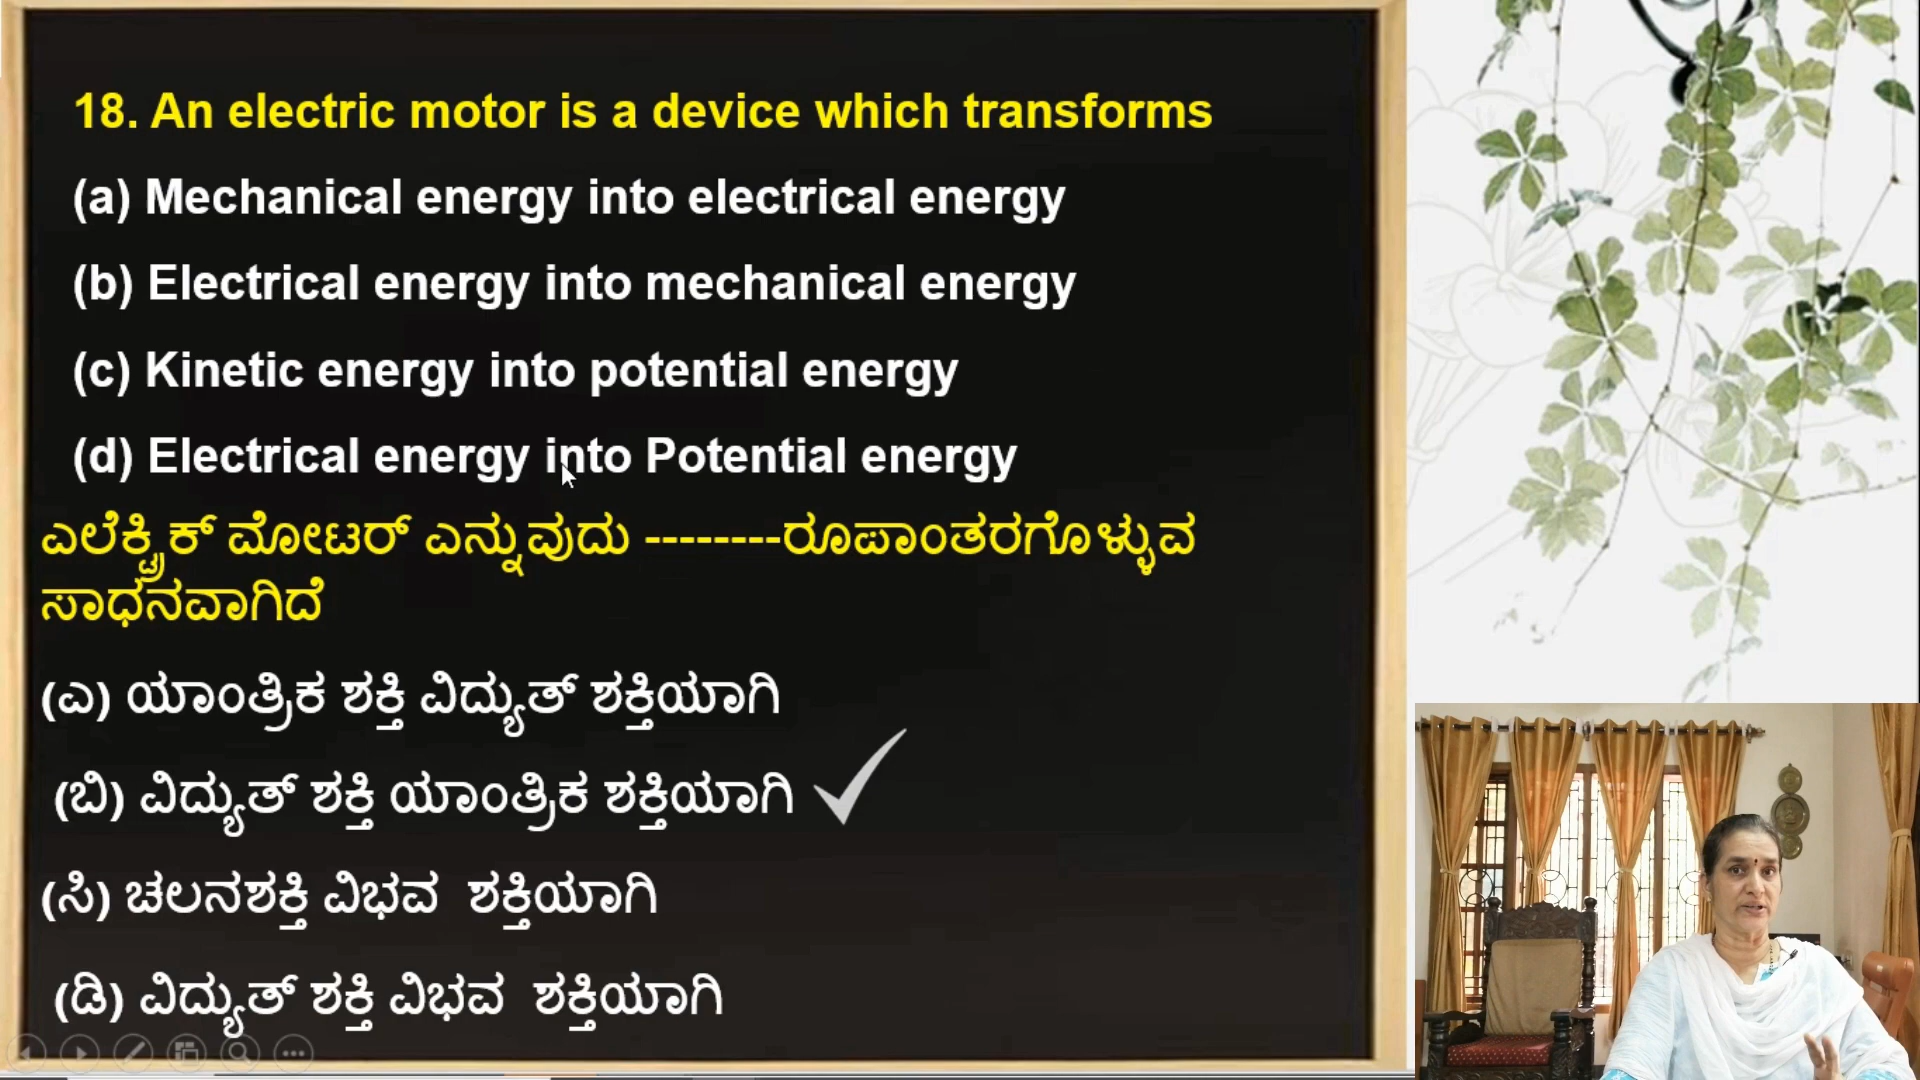 18. An electric motor is a device which transforms
(a) Mechanical energy into electrical energy
(b) Electrical energy into mechanical energy
(c) Kinetic energy into potential energy
(d) Electrical energy into Potential energy
ಎಲೆಕ್ಟ್ರಿಕ್ ಮೋಟರ್ ಎನ್ನುವುದು --------ರೂಪಾಂತರಗೊಳ್ಳುವ
ಸಾಧನವಾಗಿದೆ
(ಎ) ಯಾಂತ್ರಿಕ ಶಕ್ತಿ ವಿದ್ಯುತ್ ಶಕ್ತಿಯಾಗಿ
(ಬಿ) ವಿದ್ಯುತ್ ಶಕ್ತಿ ಯಾಂತ್ರಿಕ ಶಕ್ತಿಯಾಗಿ
(ಸಿ) ಚಲನಶಕ್ತಿ ವಿಭವ ಶಕ್ತಿಯಾಗಿ
(ಡಿ) ವಿದ್ಯುತ್ ಶಕ್ತಿ ವಿಭವ ಶಕ್ತಿಯಾಗಿ